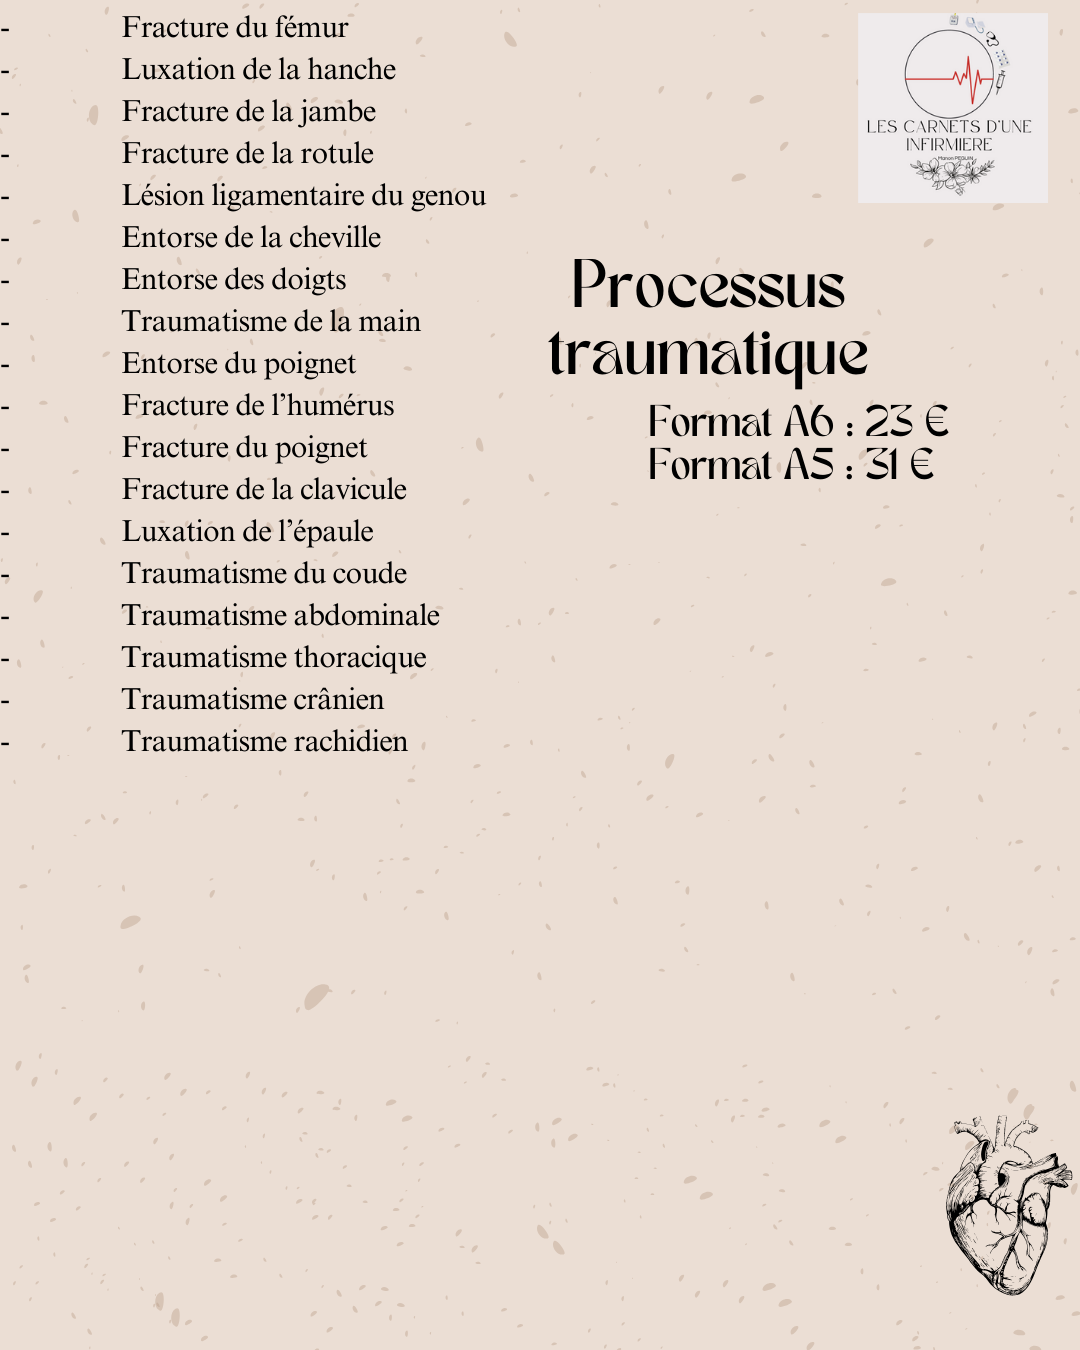 - Fracture du fémur
- Luxation de la hanche
- Fracture de la jambe
- Fracture de la rotule
- Lésion ligamentaire du genou
- Entorse de la cheville
- Entorse des doigts
- Traumatisme de la main
- Entorse du poignet
- Fracture de l’humérus
- Fracture du poignet
- Fracture de la clavicule
- Luxation de l’épaule
- Traumatisme du coude
- Traumatisme abdominale
- Traumatisme thoracique
- Traumatisme crânien
- Traumatisme rachidien
LES CARNETS D'UNE
INFIRMIERE
Manon PEQUIN
Processus
traumatique
Format A6 : 23 €
Format A5 : 31 €